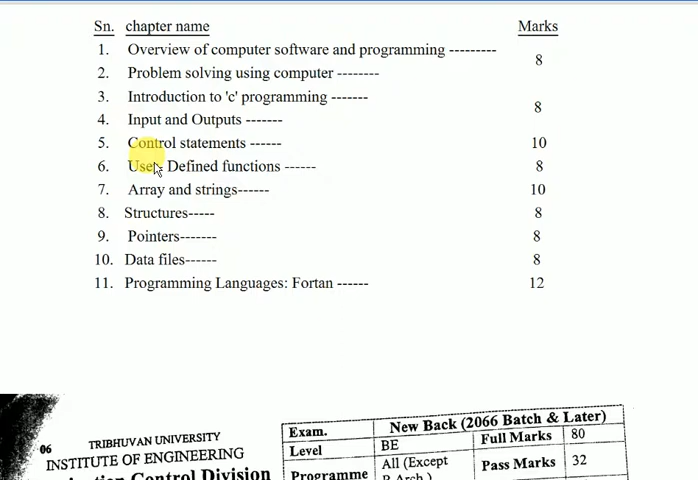 Sn. chapter name Marks
1. Overview of computer software and programming ---------
8
2. Problem solving using computer --------
3. Introduction to 'c' programming -------
8
4. Input and Outputs -------
5. Control statements ------ 10
6. User Defined functions ------ 8
7. Array and strings------ 10
8. Structures----- 8
9. Pointers------- 8
10. Data files------ 8
11. Programming Languages: Fortan ------ 12
06 TRIBHUVAN UNIVERSITY
INSTITUTE OF ENGINEERING
Control Division
Exam. New Back (2066 Batch & Later)
Level BE Full Marks 80
Programme All (Except Pass Marks 32
B.Arch.)